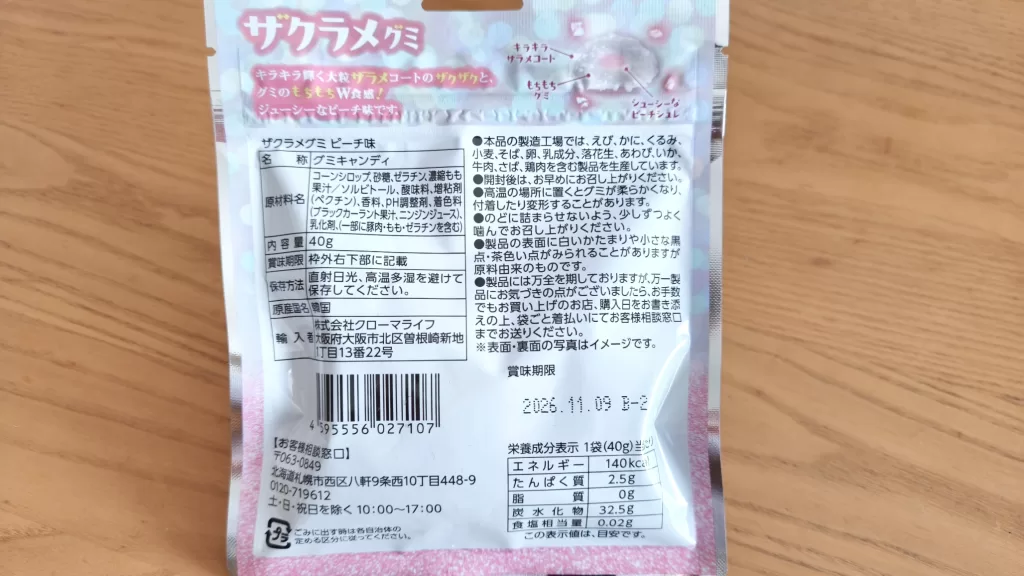 ザクラメグミ
キラキラ輝く大粒ザラメコートのザクザクと、
グミのもちもちW食感!
ジューシーなピーチ味です。
キラキラ
ザラメコート
もちもち
グミ
ジューシーな
ピーチジュレ
ザクラメグミ ピーチ味
名 称 グミキャンディ
原材料名 コーンシロップ、砂糖、ゼラチン、濃縮もも
果汁/ソルビトール、酸味料、増粘剤
(ペクチン)、香料、pH調整剤、着色料
(ブラックカーラント果汁、ニンジンジュース)、
乳化剤、(一部に豚肉・もも・ゼラチンを含む)
内容量 40g
賞味期限 枠外右下部に記載
保存方法 直射日光、高温多湿を避けて
保存してください。
原産国名 韓国
輸入者 株式会社クローマライフ
大阪府大阪市北区曽根崎新地
1丁目13番22号
4 595556 027107
【お客様相談窓口】
〒063-0849
北海道札幌市西区八軒9条西10丁目448-9
0120-719612
土・日・祝日を除く10:00〜17:00
プラ
ごみに出す時は各自治体の
定める区分に従ってください。
●本品の製造工場では、えび、かに、くるみ、
小麦、そば、卵、乳成分、落花生、あわび、いか、
牛肉、さば、鶏肉を含む製品を生産しています。
●開封後は、お早めにお召し上がりください。
●高温の場所に置くとグミが柔らかくなり、
付着したり変形することがあります。
●のどに詰まらせないよう、少しずつよく
噛んでお召し上がりください。
●製品の表面に白いかたまりや小さな黒
点・茶色い点がみられることがありますが
原料由来のものです。
●製品には万全を期しておりますが、万一製
品にお気づきの点がございましたら、お手数
でもお買い上げのお店、購入日をお書き添
えの上、袋ごと着払いにてお客様相談窓口
までお送りください。
※表面・裏面の写真はイメージです。
賞味期限
2026.11.09 B-2
栄養成分表示 1袋(40g)当
エネルギー 140kcal
たんぱく質 2.5g
脂質 0g
炭水化物 32.5g
食塩相当量 0.02g
この表示値は、目安です。